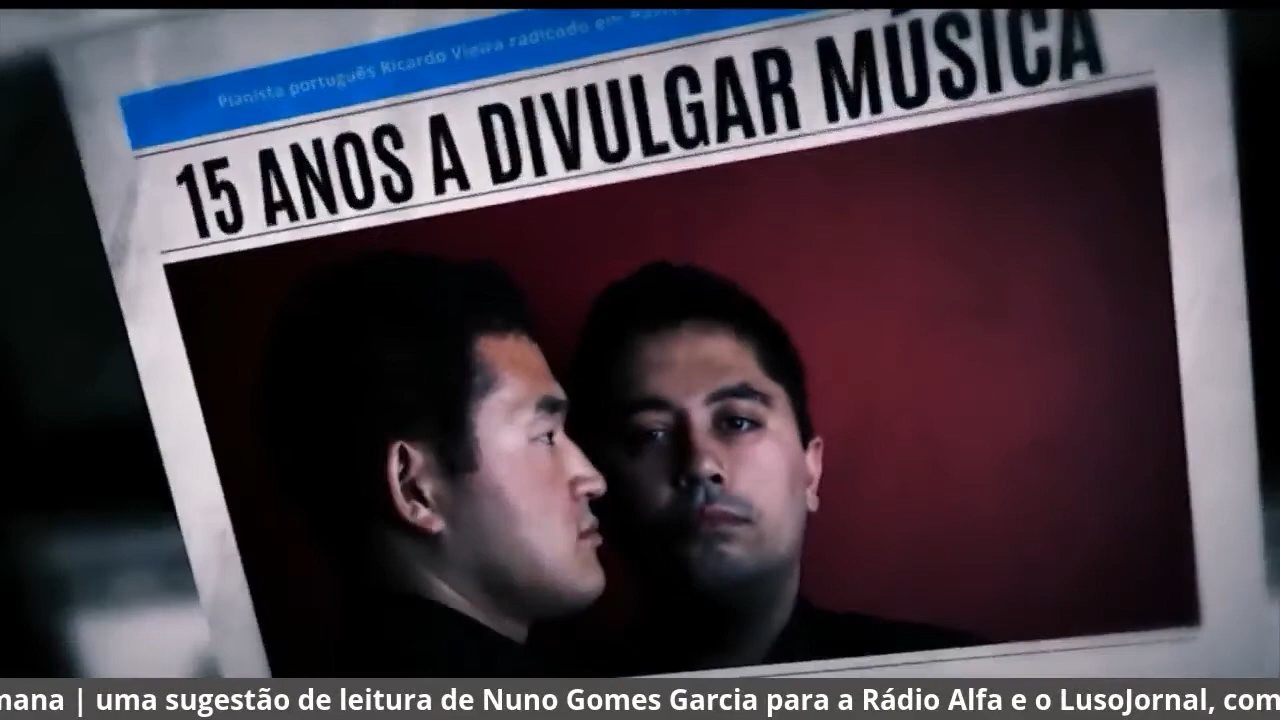 Pianista português Ricardo Vieira radicado em
15 ANOS A DIVULGAR MÚSICA
mana | uma sugestão de leitura de Nuno Gomes Garcia para a Rádio Alfa e o LusoJornal, com